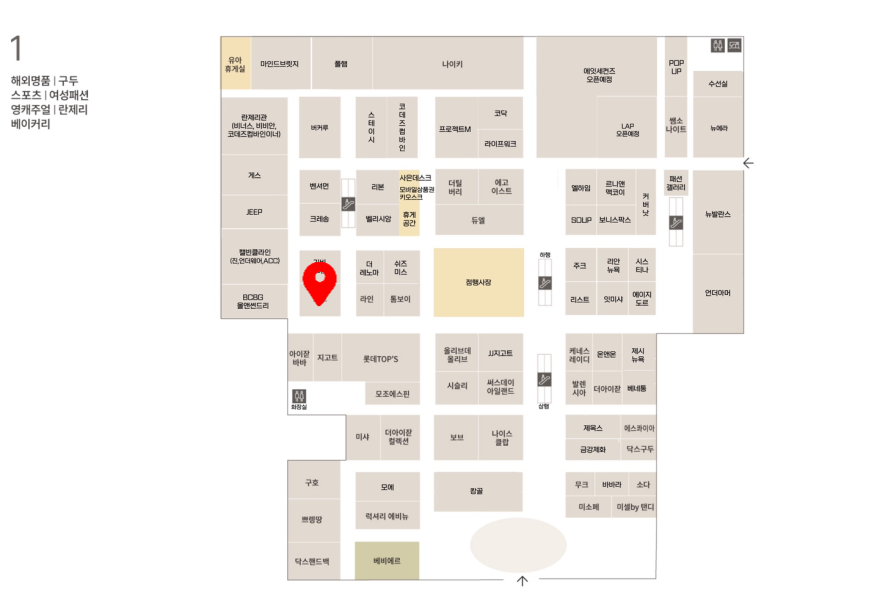 1
해외명품 | 구두
스포츠 | 여성패션
영캐주얼 | 란제리
베이커리
유아
휴게실
마인드브릿지
폴햄
나이키
에잇세컨즈
오픈예정
LAP
오픈예정
POP
UP
수선실
란제리관
(비너스, 비비안,
코데즈컴바인이너)
버커루
스테이시
코데즈컴바인
프로젝트M
코닥
라이프워크
쌤소
나이트
뉴에라
게스
JEEP
벤셔먼
크레송
리본
벨리시앙
사은데스크
모바일상품권
키오스크
휴게
공간
더틸
버리
에고
이스트
듀엘
엘하임
르니앤
맥코이
커버낫
SOUP
보니스팍스
패션
갤러리
뉴발란스
캘빈클라인
(진,언더웨어,ACC)
BCBG
올앤썬드리
더
레노마
쉬즈
미스
라인
통보이
점행사장
하행
주크
리안
뉴욕
시스
티나
리스트
잇미샤
에이지
도르
언더아머
아이잗
바바
지고트
롯데TOP'S
모조에스핀
올리브데
올리브
JJ지고트
시슬리
써스데이
아일랜드
상행
케네스
레이디
온앤온
제시
뉴욕
발렌
시아
더아이잗
베네통
화장실
미샤
더아이잗
컬렉션
보브
나이스
클랍
제옥스
에스콰이아
금강제화
닥스구두
구호
모에
캉골
무크
바바라
소다
미소페
미셸by 탠디
쁘렝땅
럭셔리 에비뉴
닥스핸드백
베비에르